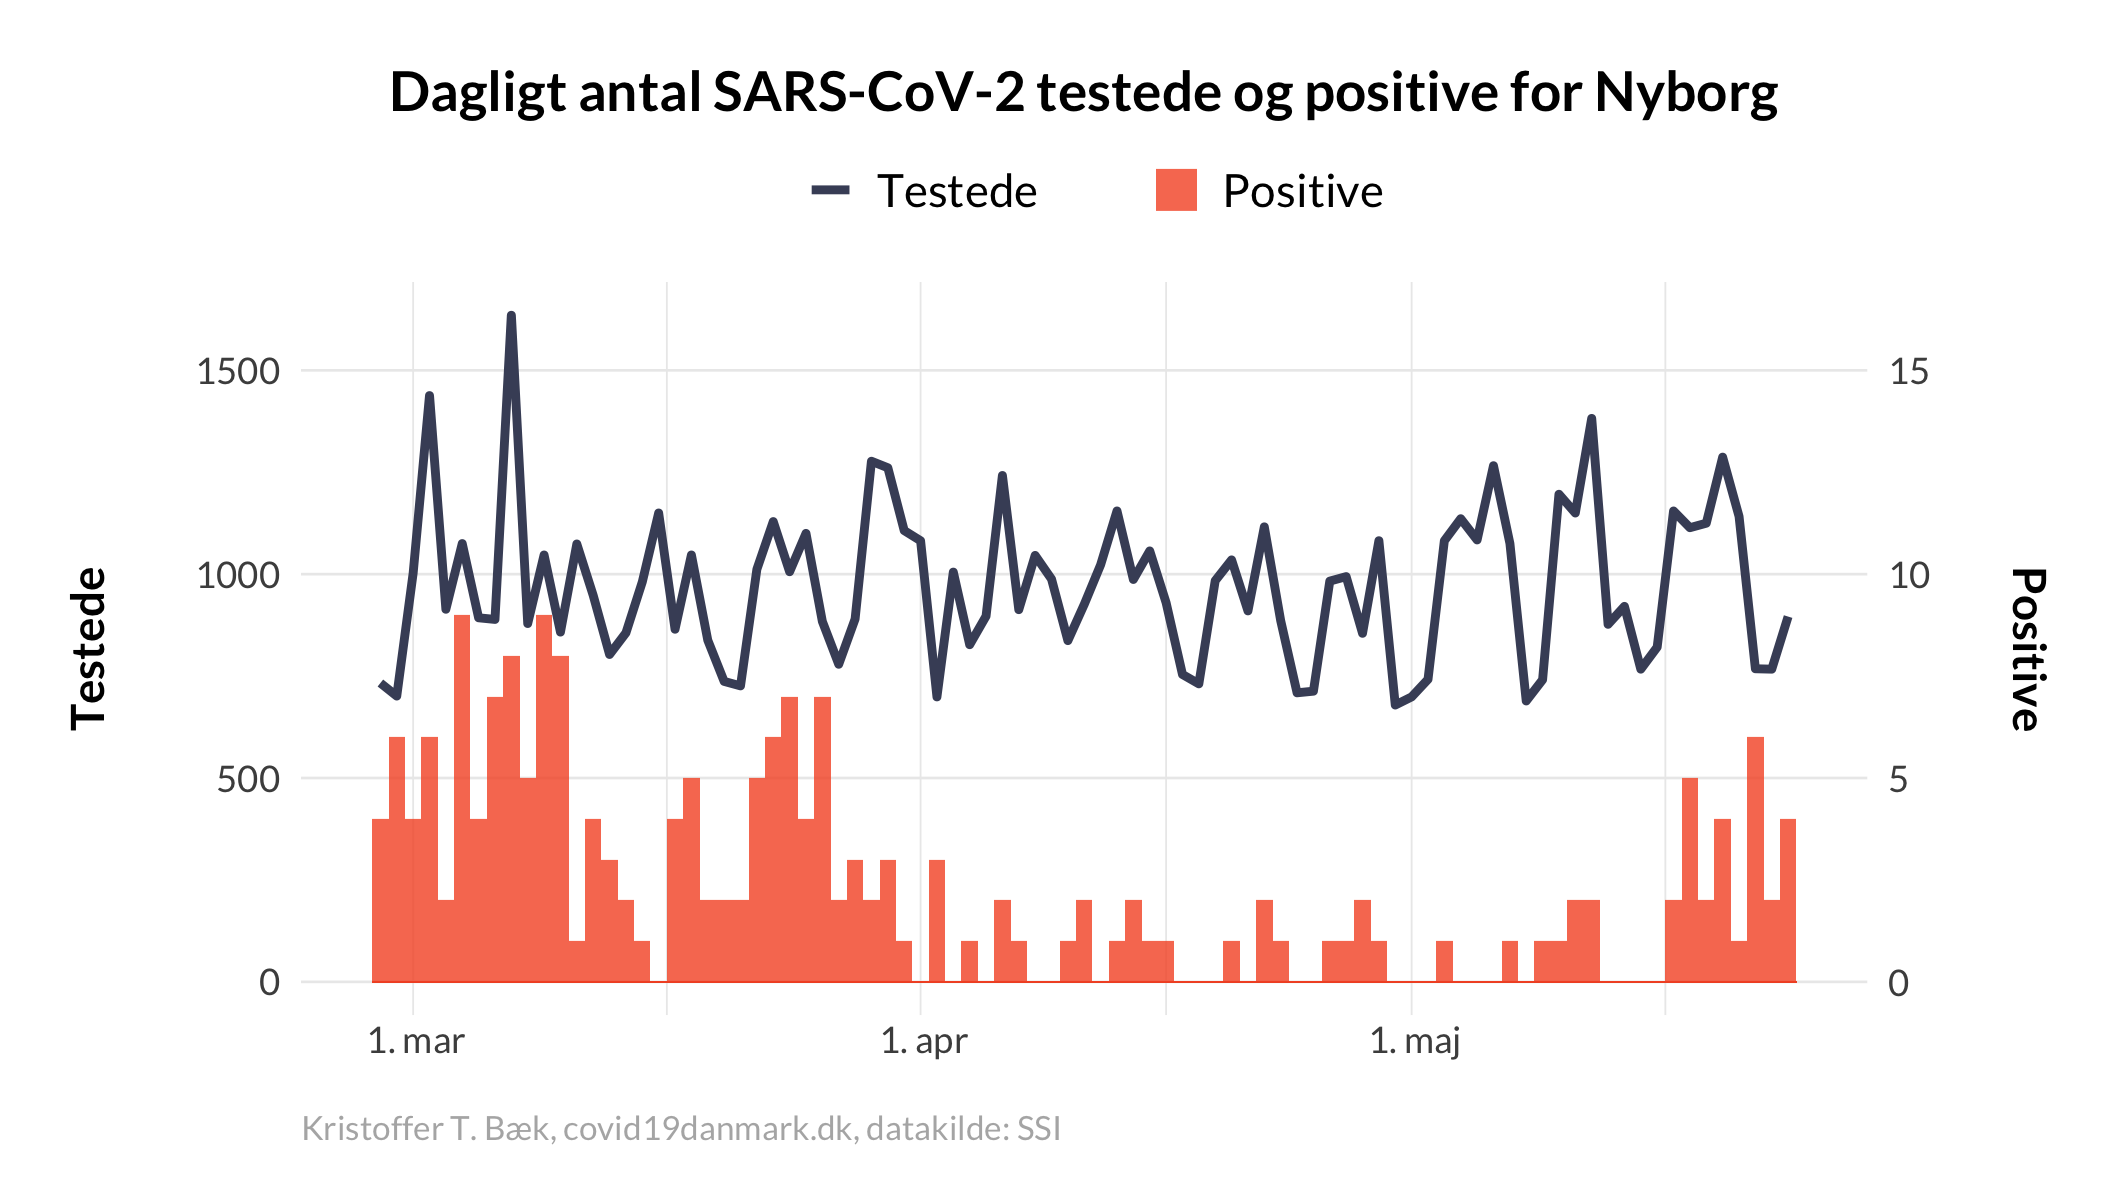 Dagligt antal SARS-CoV-2 testede og positive for Nyborg
Testede
Positive
1500
1000
500
0
Testede
15
10
5
0
Positive
1. mar
1. apr
1. maj
Kristoffer T. Bæk, covid19danmark.dk, datakilde: SSI